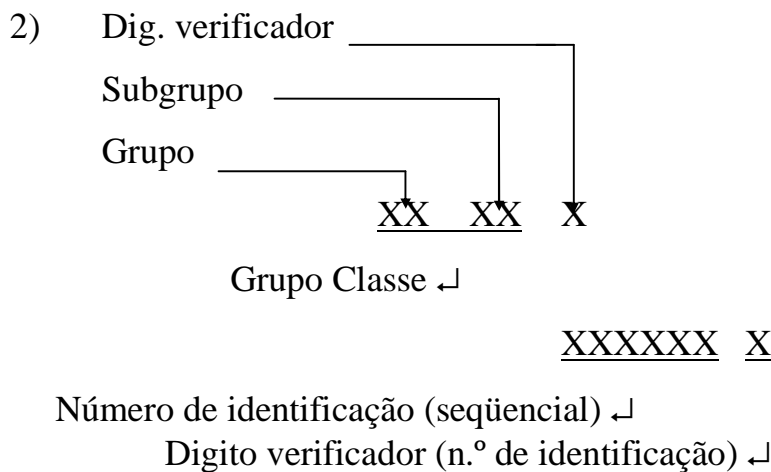 2) Dig. verificador
Subgrupo
Grupo
XX XX X
Grupo Classe ↵
XXXXXX X
Número de identificação (seqüencial) ↵
Digito verificador (n.º de identificação) ↵